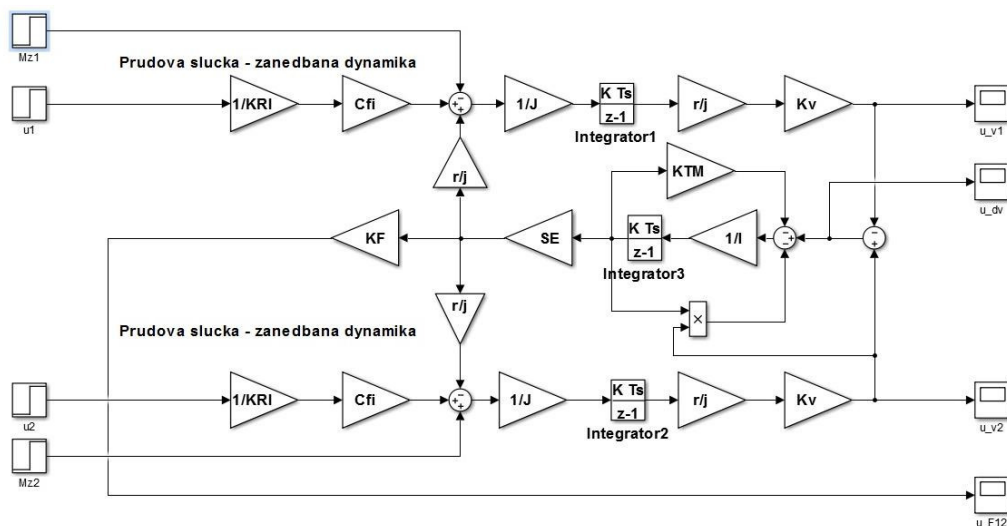 Mz1
Prudova slucka - zanedbana dynamika
u1
1/KRI
Cfi
1/J
K Ts
z-1
Integrator1
r/j
Kv
u_v1
r/j
KTM
u_dv
KF
SE
K Ts
z-1
Integrator3
1/I
r/j
×
Prudova slucka - zanedbana dynamika
u2
1/KRI
Cfi
1/J
K Ts
z-1
Integrator2
r/j
Kv
u_v2
Mz2
u_F12